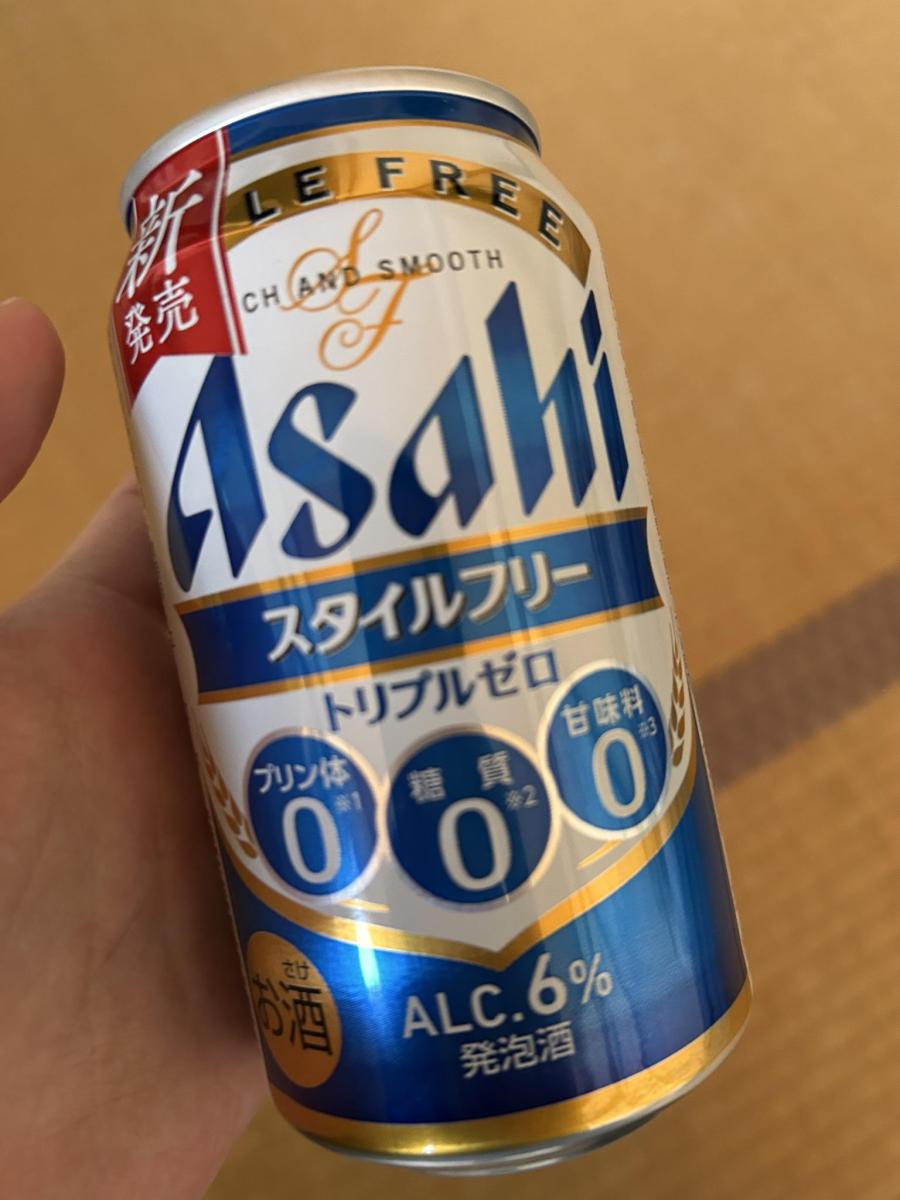 LE FREE
新
発売
CH AND SMOOTH
SF
Asahi
スタイルフリー
トリプルゼロ
プリン体
0※1
糖質
0※2
甘味料
0※3
さけ
お酒
ALC.6%
発泡酒